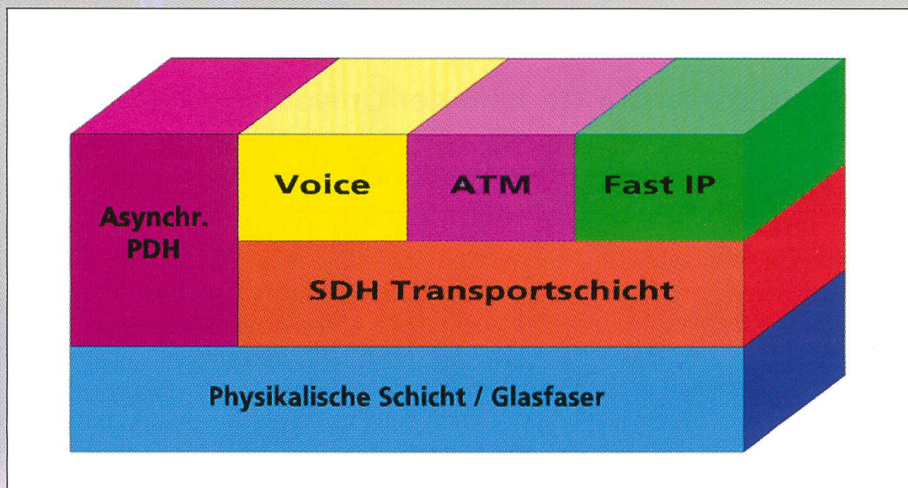 Voice
ATM
Fast IP
Asynchr.
PDH
SDH Transportschicht
Physikalische Schicht / Glasfaser